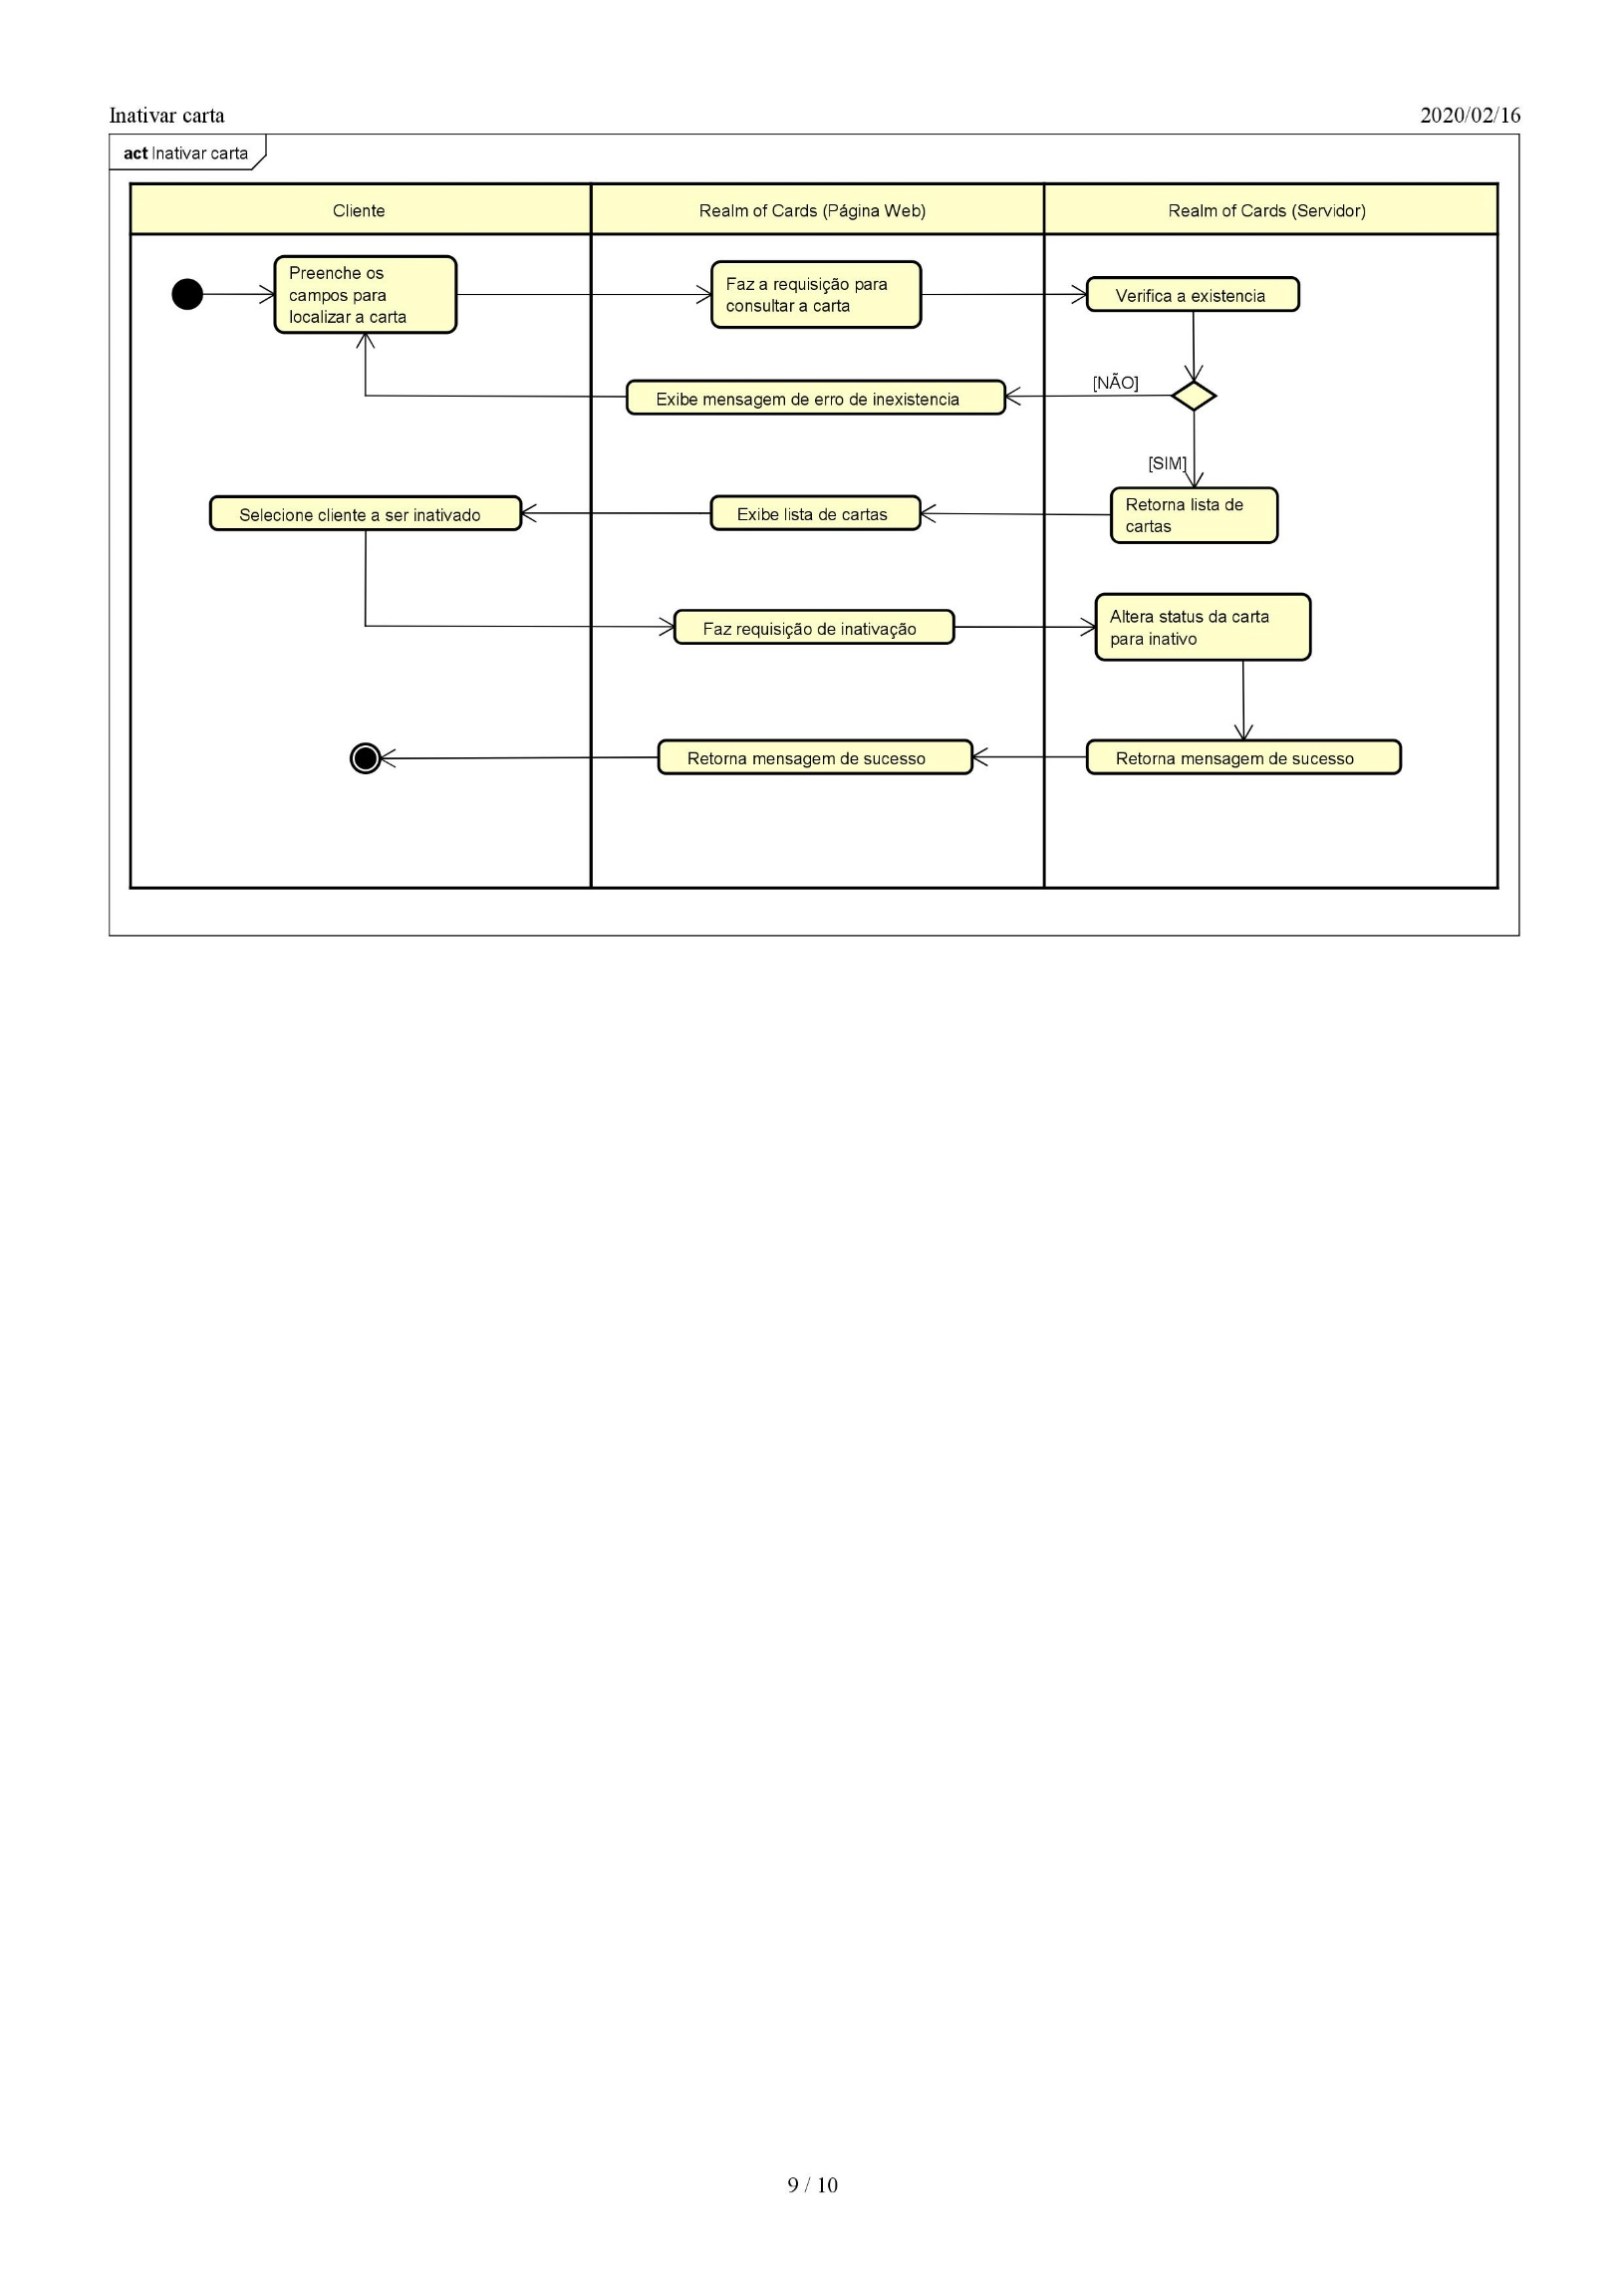 Inativar carta
2020/02/16
act Inativar carta
Cliente
Realm of Cards (Página Web)
Realm of Cards (Servidor)
Preenche os
campos para
localizar a carta
Faz a requisição para
consultar a carta
Verifica a existencia
[NÃO]
Exibe mensagem de erro de inexistencia
[SIM]
Retorna lista de
cartas
Exibe lista de cartas
Selecione cliente a ser inativado
Faz requisição de inativação
Altera status da carta
para inativo
Retorna mensagem de sucesso
Retorna mensagem de sucesso
9 / 10